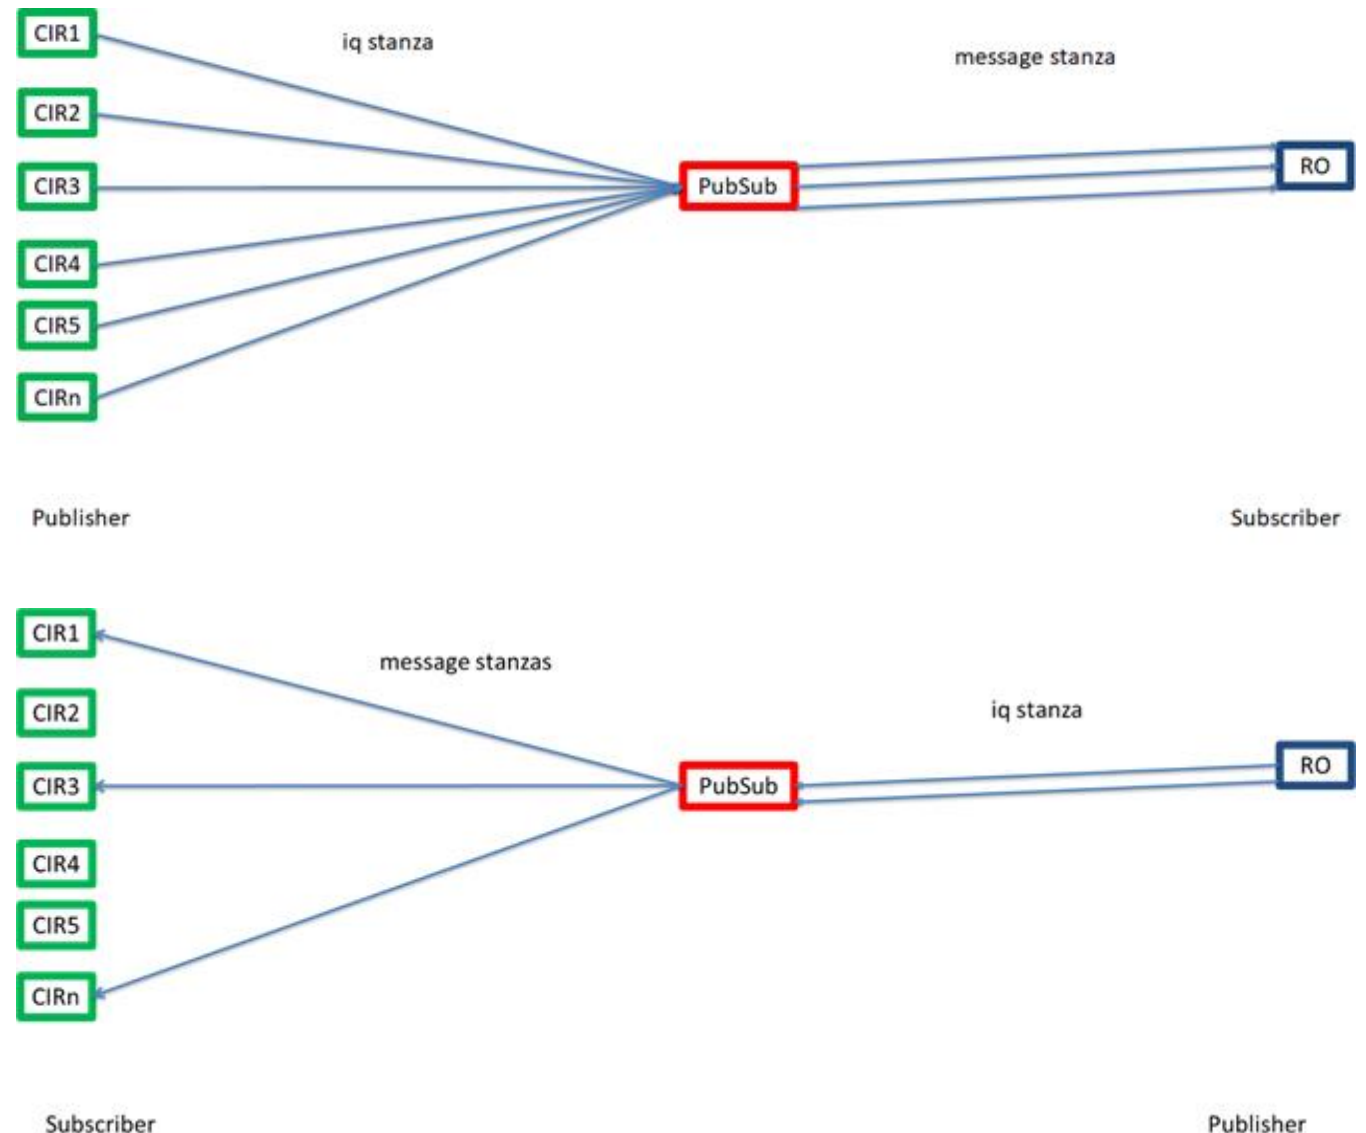 CIR1
iq stanza
message stanza
CIR2
CIR3
PubSub
RO
CIR4
CIR5
CIRn
Publisher
Subscriber
CIR1
message stanzas
CIR2
iq stanza
CIR3
PubSub
RO
CIR4
CIR5
CIRn
Subscriber
Publisher